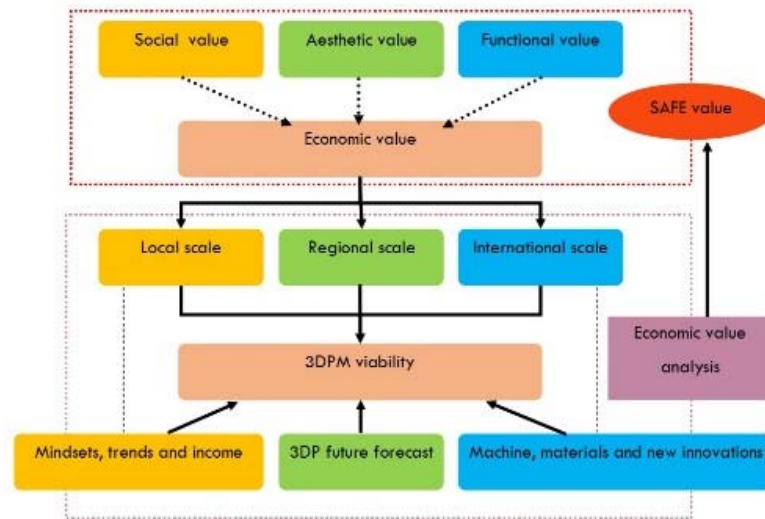 Social value
Aesthetic value
Functional value
SAFE value
Economic value
Local scale
Regional scale
International scale
Economic value
analysis
3DPM viability
Mindsets, trends and income
3DP future forecast
Machine, materials and new innovations